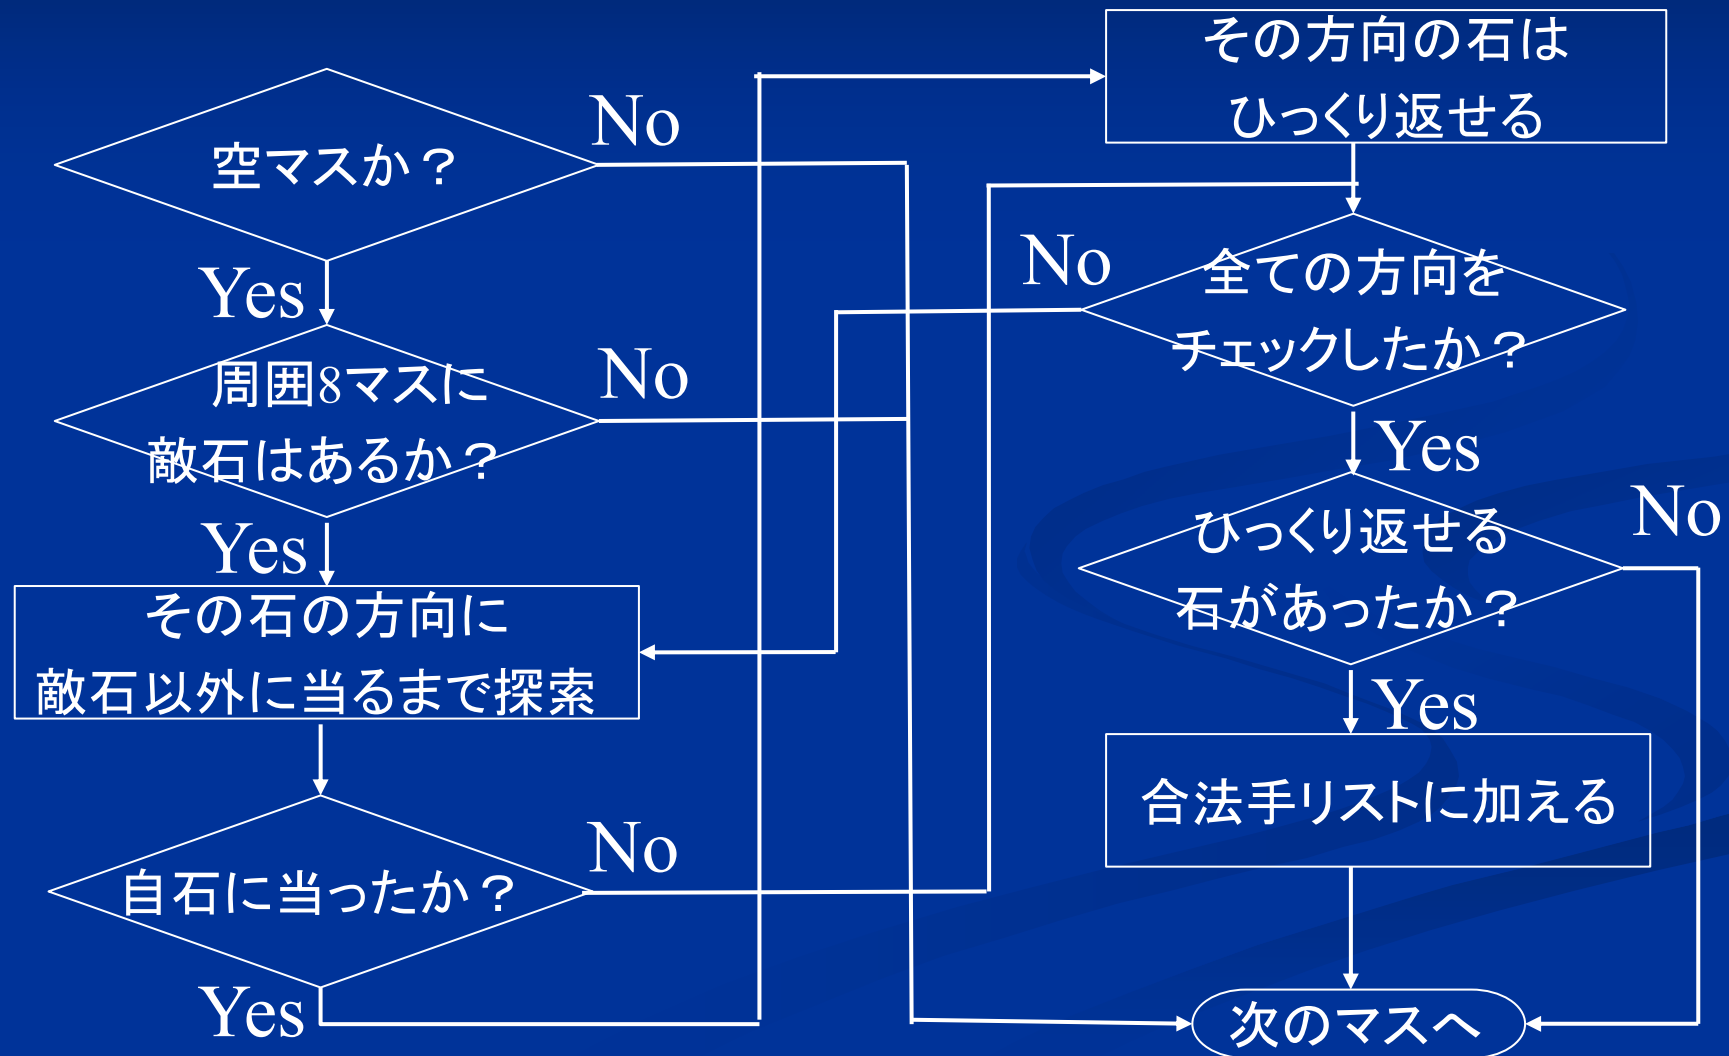 空マスか？
No
Yes
周囲8マスに
敵石はあるか？
No
Yes
その石の方向に
敵石以外に当るまで探索
自石に当ったか？
No
Yes
その方向の石は
ひっくり返せる
No
全ての方向を
チェックしたか？
Yes
ひっくり返せる
石があったか？
No
Yes
合法手リストに加える
次のマスへ